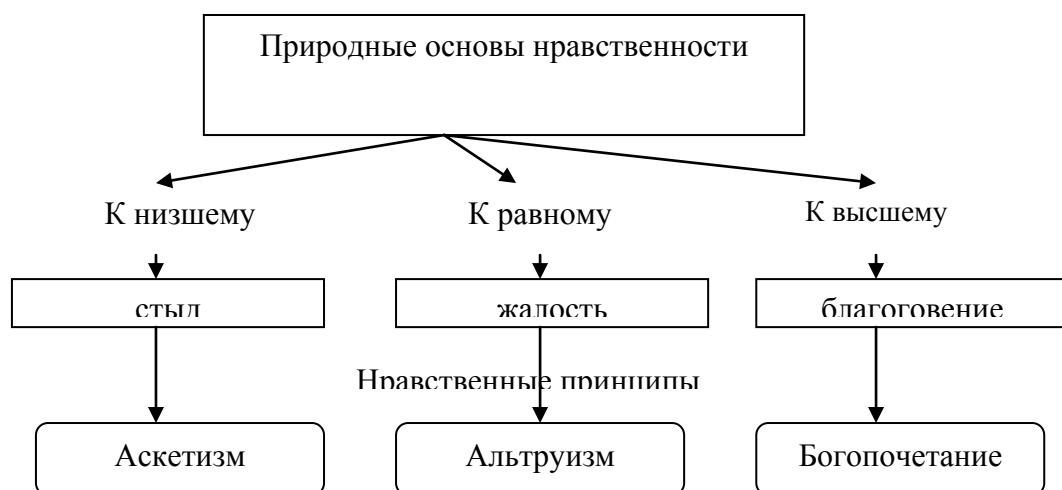 Природные основы нравственности
К низшему
К равному
К высшему
стыд
жалость
благоговение
Нравственные принципы
Аскетизм
Альтруизм
Богопочетание